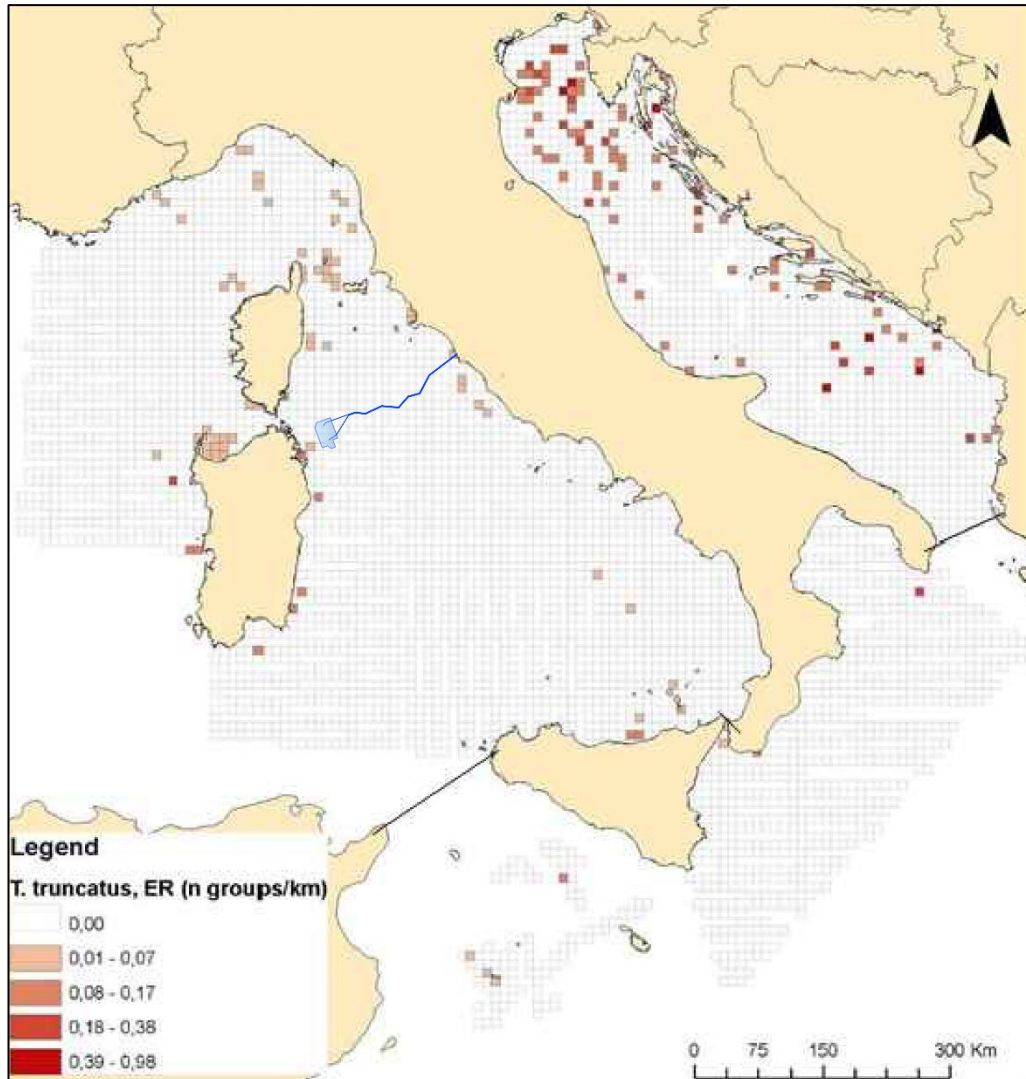 N
Legend
T. truncatus, ER (n groups/km)
0,00
0,01 - 0,07
0,08 - 0,17
0,18 - 0,38
0,39 - 0,98
0 75 150 300 Km